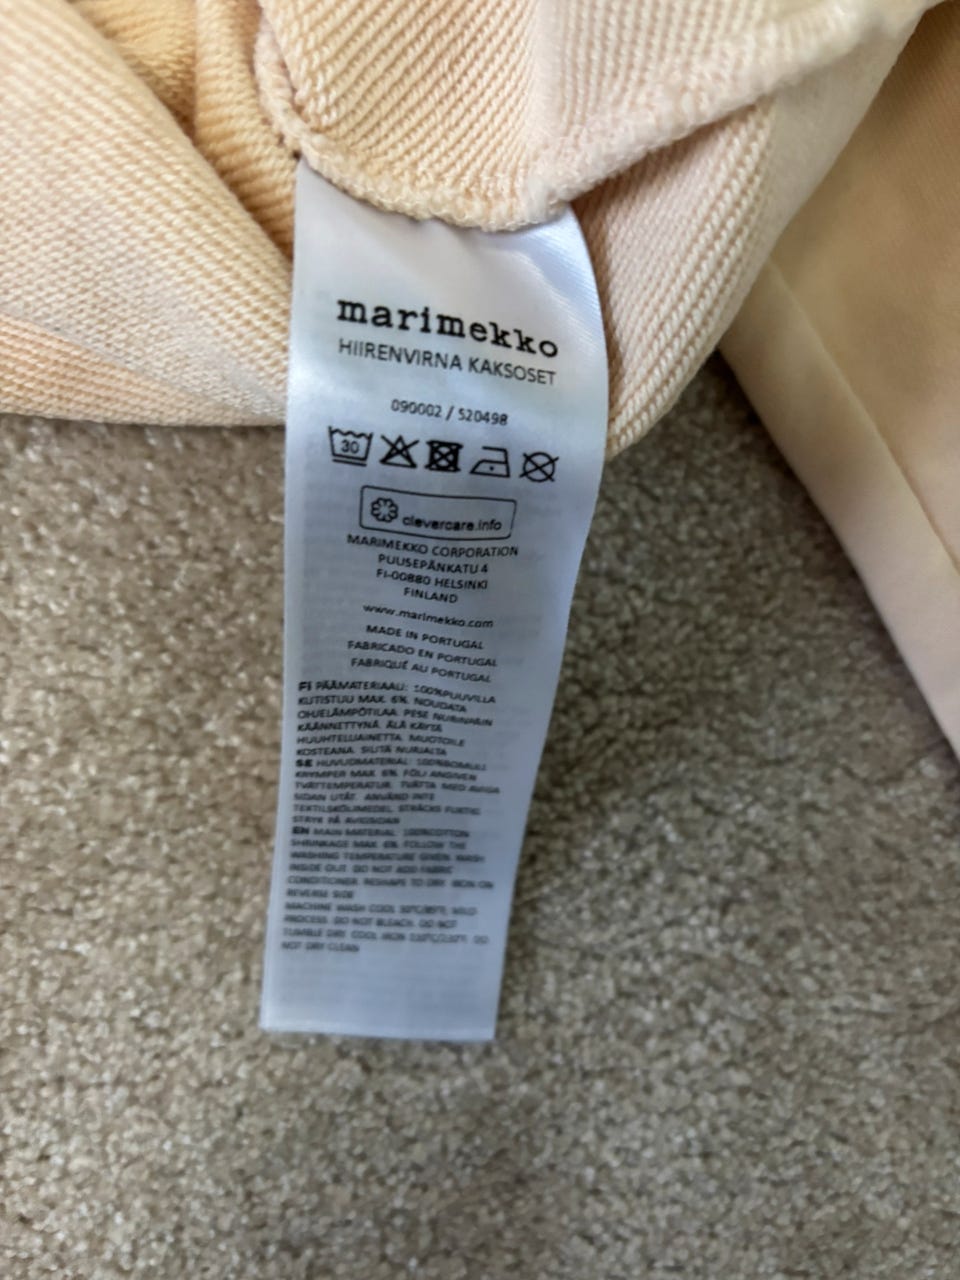 marimekko
HIIRENVIRNA KAKSOSET
090002 / 520498
30
clevercare.info
MARIMEKKO CORPORATION
PUUSEPÄNKATU 4
FI-00880 HELSINKI
FINLAND
www.marimekko.com
MADE IN PORTUGAL
FABRICADO EN PORTUGAL
FABRIQUÉ AU PORTUGAL
FI PÄÄMATERIAALI: 100%PUUVILLA
KUTISTUU MAX. 6%. NOUDATA
OHJELÄMPÖTILAA. PESE NURINPÄIN
KÄÄNNETTYNÄ. ÄLÄ KÄYTÄ
HUUHTELUAINETTA. MUOTOILE
KOSTEANA. SILITÄ NURJALTA
SE HUVUDMATERIAL: 100%BOMULL
KRYMPER MAX. 6%. FÖLJ ANGIVEN
TVÄTTEMPERATUR. TVÄTTA MED AVIGA
SIDAN UTÅT. ANVÄND INTE
TEXTILSKÖLJMEDEL. STRÄCKS FUKTIG.
STRYK PÅ AVIGSIDAN
EN MAIN MATERIAL: 100%COTTON
SHRINKAGE MAX. 6%. FOLLOW THE
WASHING TEMPERATURE GIVEN. WASH
INSIDE OUT. DO NOT ADD FABRIC
CONDITIONER. RESHAPE TO DRY. IRON ON
REVERSE SIDE
MACHINE WASH COOL 30°C/85°F, MILD
PROCESS. DO NOT BLEACH. DO NOT
TUMBLE DRY. COOL IRON 110°C/230°F. DO
NOT DRY CLEAN